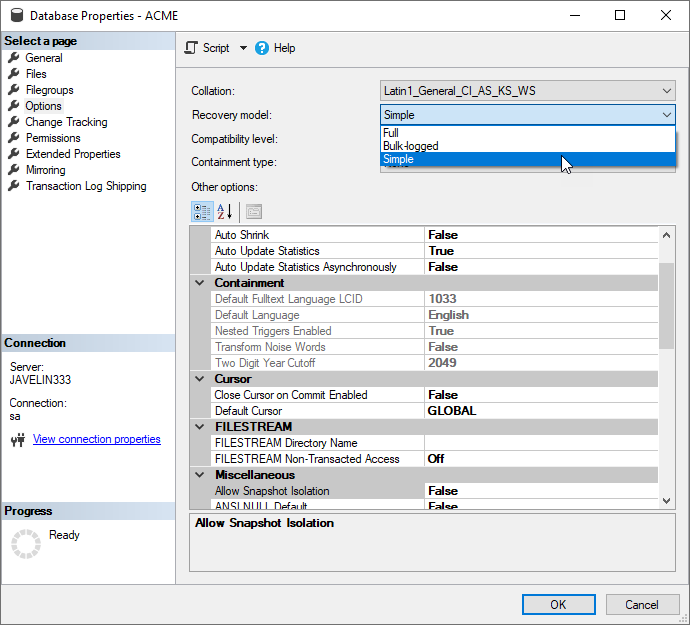 Database Properties - ACME
Select a page
General
Files
Filegroups
Options
Change Tracking
Permissions
Extended Properties
Mirroring
Transaction Log Shipping
Connection
Server:
JAVELIN333
Connection:
sa
View connection properties
Progress
Ready
Script
Help
Collation:
Latin1_General_CI_AS_KS_WS
Recovery model:
Simple
Full
Bulk-logged
Simple
Compatibility level:
Containment type:
Other options:
Auto Shrink False
Auto Update Statistics True
Auto Update Statistics Asynchronously False
Containment
Default Fulltext Language LCID 1033
Default Language English
Nested Triggers Enabled True
Transform Noise Words False
Two Digit Year Cutoff 2049
Cursor
Close Cursor on Commit Enabled False
Default Cursor GLOBAL
FILESTREAM
FILESTREAM Directory Name
FILESTREAM Non-Transacted Access Off
Miscellaneous
Allow Snapshot Isolation False
ANSI NULL Default False
Allow Snapshot Isolation
OK
Cancel